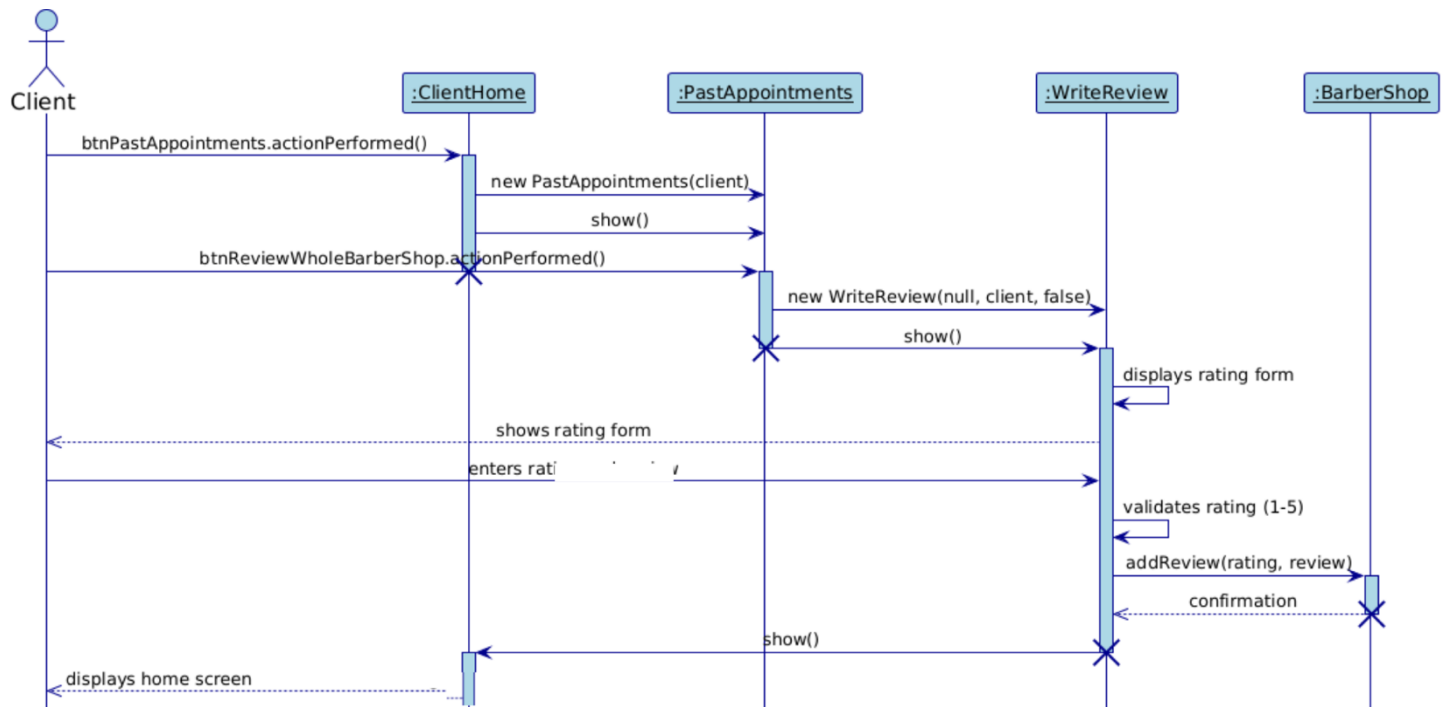 Client
:ClientHome
:PastAppointments
:WriteReview
:BarberShop
btnPastAppointments.actionPerformed()
new PastAppointments(client)
show()
btnReviewWholeBarberShop.actionPerformed()
new WriteReview(null, client, false)
show()
displays rating form
shows rating form
enters
validates rating (1-5)
addReview(rating, review)
confirmation
show()
displays home screen